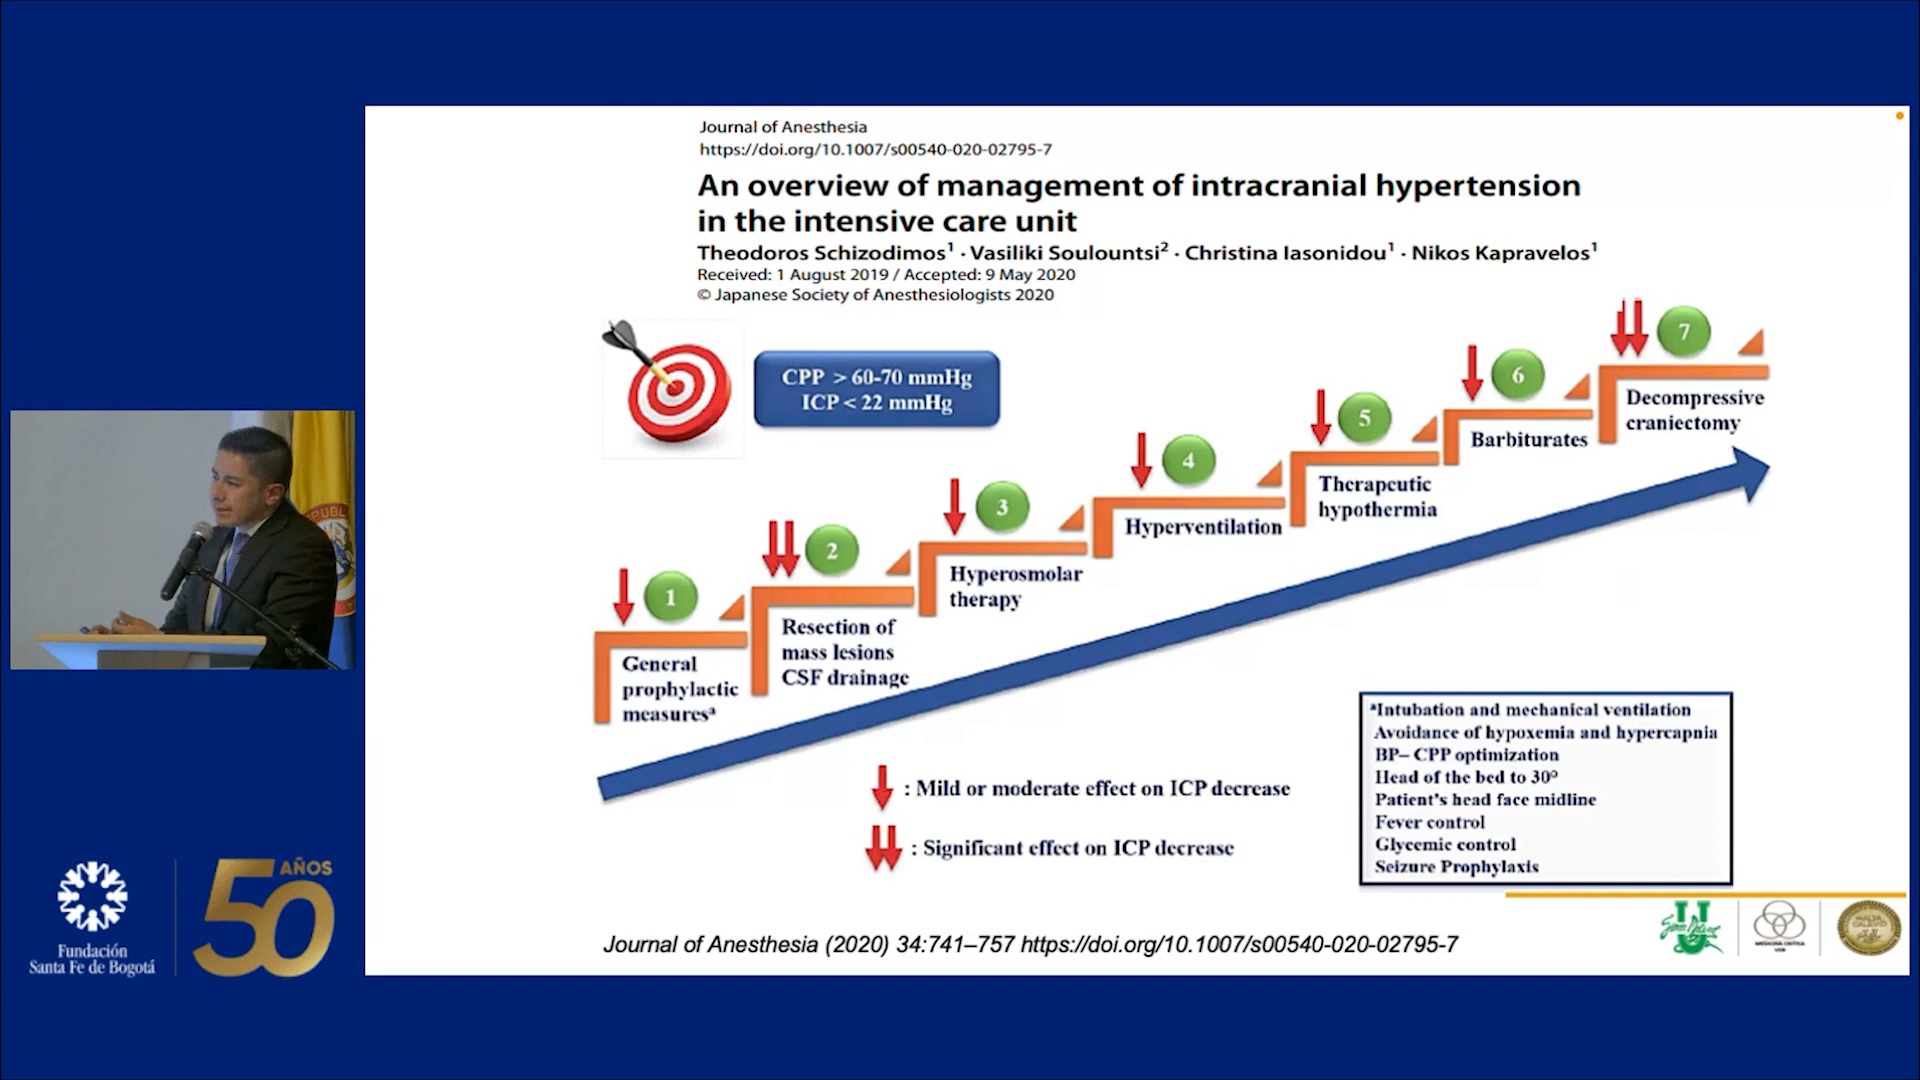 Journal of Anesthesia
https://doi.org/10.1007/s00540-020-02795-7
An overview of management of intracranial hypertension
in the intensive care unit
Theodoros Schizodimos¹ · Vasiliki Soulountsi² · Christina Iasonidou¹ · Nikos Kapravelos¹
Received: 1 August 2019 / Accepted: 9 May 2020
© Japanese Society of Anesthesiologists 2020
CPP > 60-70 mmHg
ICP < 22 mmHg
1
General
prophylactic
measuresª
2
Resection of
mass lesions
CSF drainage
3
Hyperosmolar
therapy
4
Hyperventilation
5
Therapeutic
hypothermia
6
Barbiturates
7
Decompressive
craniectomy
: Mild or moderate effect on ICP decrease
: Significant effect on ICP decrease
ªIntubation and mechanical ventilation
Avoidance of hypoxemia and hypercapnia
BP– CPP optimization
Head of the bed to 30º
Patient's head face midline
Fever control
Glycemic control
Seizure Prophylaxis
Journal of Anesthesia (2020) 34:741–757 https://doi.org/10.1007/s00540-020-02795-7
Fundación
Santa Fe de Bogotá
50 AÑOS